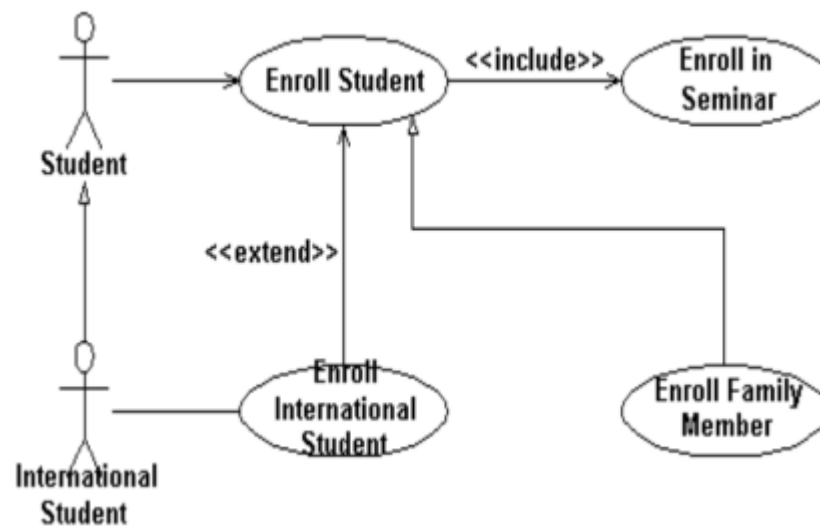 Enroll Student
<<include>>
Enroll in
Seminar
Student
<<extend>>
Enroll
International
Student
Enroll Family
Member
International
Student